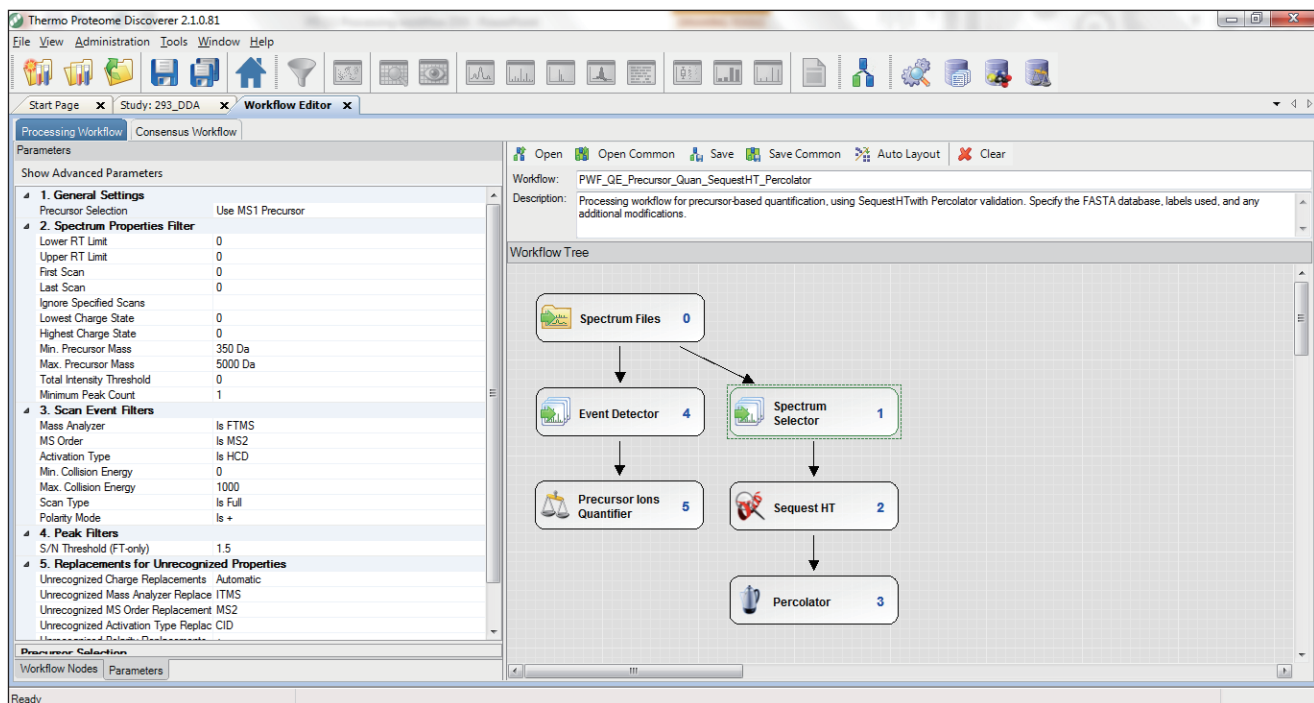 Thermo Proteome Discoverer 2.1.0.81
File View Administration Tools Window Help
Start Page x Study: 293_DDA x Workflow Editor x
Processing Workflow Consensus Workflow
Parameters
Show Advanced Parameters
1. General Settings
Precursor Selection Use MS1 Precursor
2. Spectrum Properties Filter
Lower RT Limit 0
Upper RT Limit 0
First Scan 0
Last Scan 0
Ignore Specified Scans
Lowest Charge State 0
Highest Charge State 0
Min. Precursor Mass 350 Da
Max. Precursor Mass 5000 Da
Total Intensity Threshold 0
Minimum Peak Count 1
3. Scan Event Filters
Mass Analyzer Is FTMS
MS Order Is MS2
Activation Type Is HCD
Min. Collision Energy 0
Max. Collision Energy 1000
Scan Type Is Full
Polarity Mode Is +
4. Peak Filters
S/N Threshold (FT-only) 1.5
5. Replacements for Unrecognized Properties
Unrecognized Charge Replacements Automatic
Unrecognized Mass Analyzer Replace ITMS
Unrecognized MS Order Replacement MS2
Unrecognized Activation Type Replac CID
Precursor Selection
Workflow Nodes Parameters
Open Open Common Save Save Common Auto Layout Clear
Workflow: PWF_QE_Precursor_Quan_SequestHT_Percolator
Description: Processing workflow for precursor-based quantification, using SequestHTwith Percolator validation. Specify the FASTA database, labels used, and any
additional modifications.
Workflow Tree
Spectrum Files 0
Event Detector 4
Spectrum
Selector 1
Precursor Ions
Quantifier 5
Sequest HT 2
Percolator 3
Ready